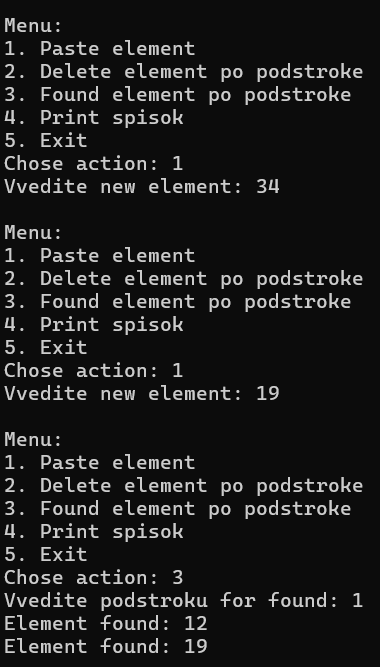 Menu:
1. Paste element
2. Delete element po podstroke
3. Found element po podstroke
4. Print spisok
5. Exit
Chose action: 1
Vvedite new element: 34
Menu:
1. Paste element
2. Delete element po podstroke
3. Found element po podstroke
4. Print spisok
5. Exit
Chose action: 1
Vvedite new element: 19
Menu:
1. Paste element
2. Delete element po podstroke
3. Found element po podstroke
4. Print spisok
5. Exit
Chose action: 3
Vvedite podstroku for found: 1
Element found: 12
Element found: 19